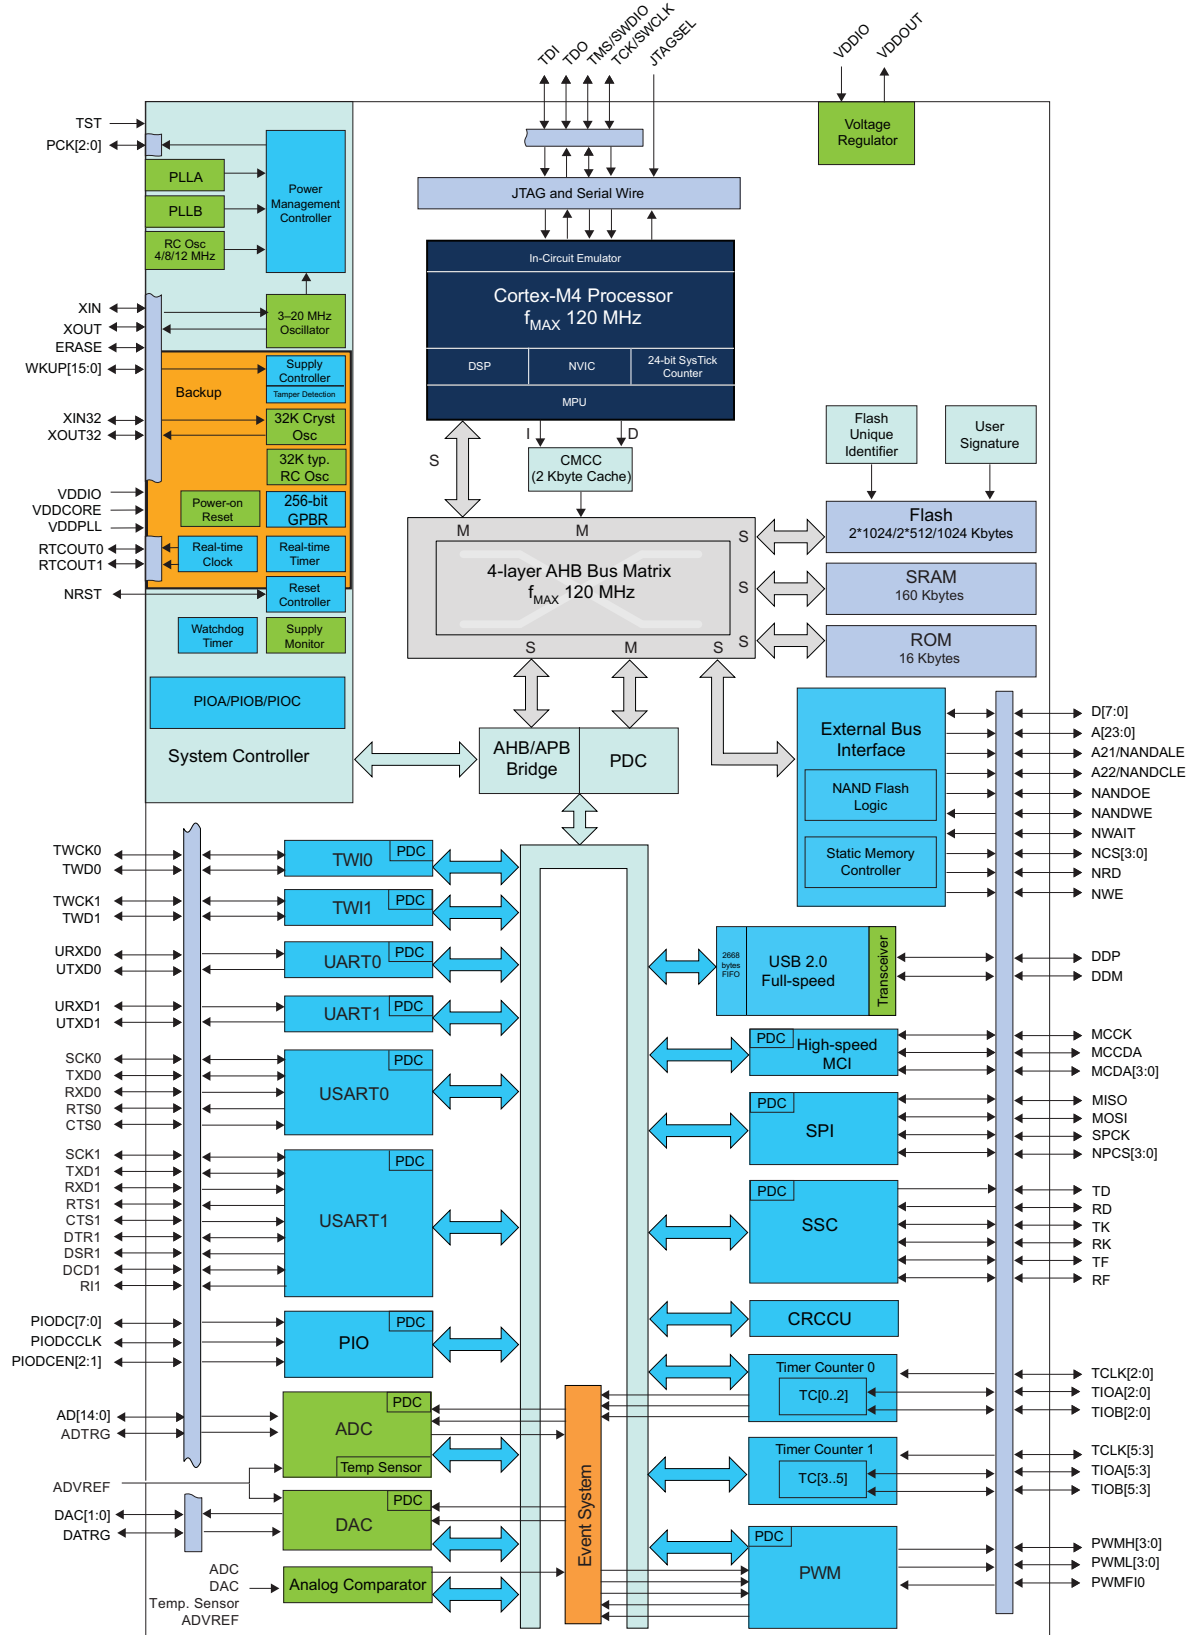 TDI
TDO
TMS/SWDIO
TCK/SWCLK
JTAGSEL
VDDIO
VDDOUT
Voltage
Regulator
TST
PCK[2:0]
PLLA
PLLB
RC Osc
4/8/12 MHz
Power
Management
Controller
XIN
XOUT
ERASE
WKUP[15:0]
3–20 MHz
Oscillator
Backup
Supply
Controller
Tamper Detection
XIN32
XOUT32
32K Cryst
Osc
32K typ.
RC Osc
VDDIO
VDDCORE
VDDPLL
Power-on
Reset
256-bit
GPBR
RTCOUT0
RTCOUT1
Real-time
Clock
Real-time
Timer
NRST
Reset
Controller
Watchdog
Timer
Supply
Monitor
PIOA/PIOB/PIOC
System Controller
JTAG and Serial Wire
In-Circuit Emulator
Cortex-M4 Processor
fMAX 120 MHz
DSP
NVIC
24-bit SysTick
Counter
MPU
S
I
D
CMCC
(2 Kbyte Cache)
M
M
4-layer AHB Bus Matrix
fMAX 120 MHz
S
S
S
S
M
S
Flash
Unique
Identifier
User
Signature
Flash
2*1024/2*512/1024 Kbytes
SRAM
160 Kbytes
ROM
16 Kbytes
AHB/APB
Bridge
PDC
External Bus
Interface
NAND Flash
Logic
Static Memory
Controller
D[7:0]
A[23:0]
A21/NANDALE
A22/NANDCLE
NANDOE
NANDWE
NWAIT
NCS[3:0]
NRD
NWE
TWCK0
TWD0
TWI0
PDC
TWCK1
TWD1
TWI1
PDC
URXD0
UTXD0
UART0
PDC
URXD1
UTXD1
UART1
PDC
SCK0
TXD0
RXD0
RTS0
CTS0
USART0
PDC
SCK1
TXD1
RXD1
RTS1
CTS1
DTR1
DSR1
DCD1
RI1
USART1
PDC
PIODC[7:0]
PIODCCLK
PIODCEN[2:1]
PIO
PDC
AD[14:0]
ADTRG
ADC
PDC
Temp Sensor
ADVREF
DAC[1:0]
DATRG
DAC
PDC
ADC
DAC
Temp. Sensor
ADVREF
Analog Comparator
Event System
2668
bytes
FIFO
USB 2.0
Full-speed
Transceiver
DDP
DDM
PDC
High-speed
MCI
MCCK
MCCDA
MCDA[3:0]
PDC
SPI
MISO
MOSI
SPCK
NPCS[3:0]
PDC
SSC
TD
RD
TK
RK
TF
RF
CRCCU
Timer Counter 0
TC[0..2]
TCLK[2:0]
TIOA[2:0]
TIOB[2:0]
Timer Counter 1
TC[3..5]
TCLK[5:3]
TIOA[5:3]
TIOB[5:3]
PDC
PWM
PWMH[3:0]
PWML[3:0]
PWMFI0